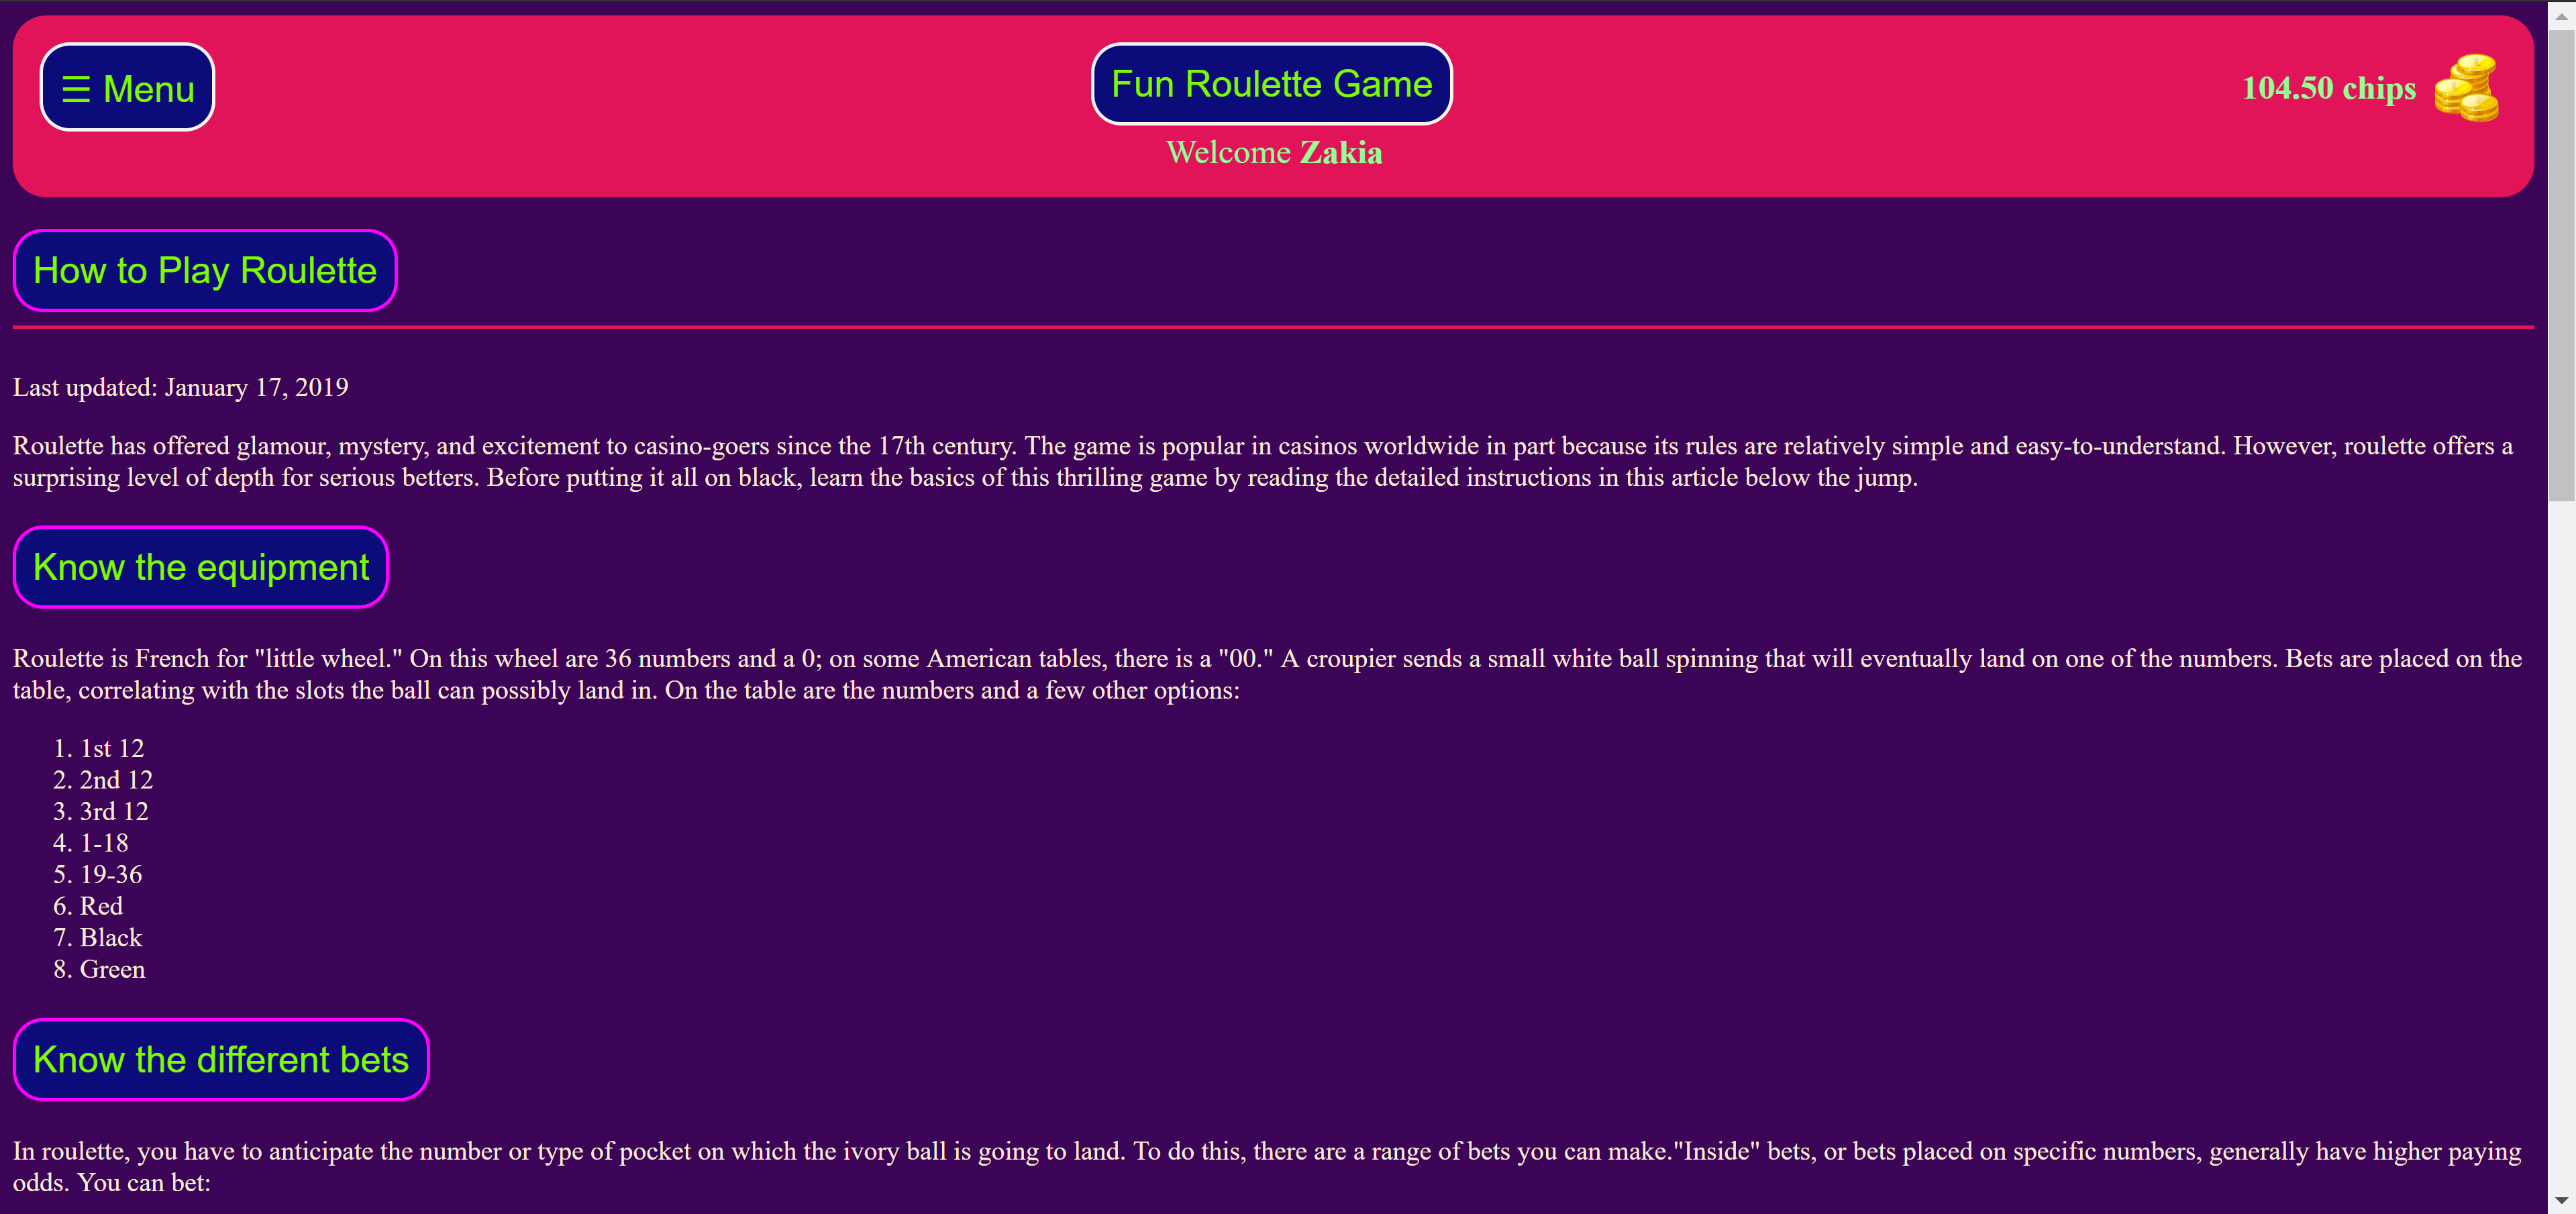 ☰ Menu
Fun Roulette Game
104.50 chips
Welcome Zakia
How to Play Roulette
Last updated: January 17, 2019
Roulette has offered glamour, mystery, and excitement to casino-goers since the 17th century. The game is popular in casinos worldwide in part because its rules are relatively simple and easy-to-understand. However, roulette offers a
surprising level of depth for serious betters. Before putting it all on black, learn the basics of this thrilling game by reading the detailed instructions in this article below the jump.
Know the equipment
Roulette is French for "little wheel." On this wheel are 36 numbers and a 0; on some American tables, there is a "00." A croupier sends a small white ball spinning that will eventually land on one of the numbers. Bets are placed on the
table, correlating with the slots the ball can possibly land in. On the table are the numbers and a few other options:
1. 1st 12
2. 2nd 12
3. 3rd 12
4. 1-18
5. 19-36
6. Red
7. Black
8. Green
Know the different bets
In roulette, you have to anticipate the number or type of pocket on which the ivory ball is going to land. To do this, there are a range of bets you can make."Inside" bets, or bets placed on specific numbers, generally have higher paying
odds. You can bet: